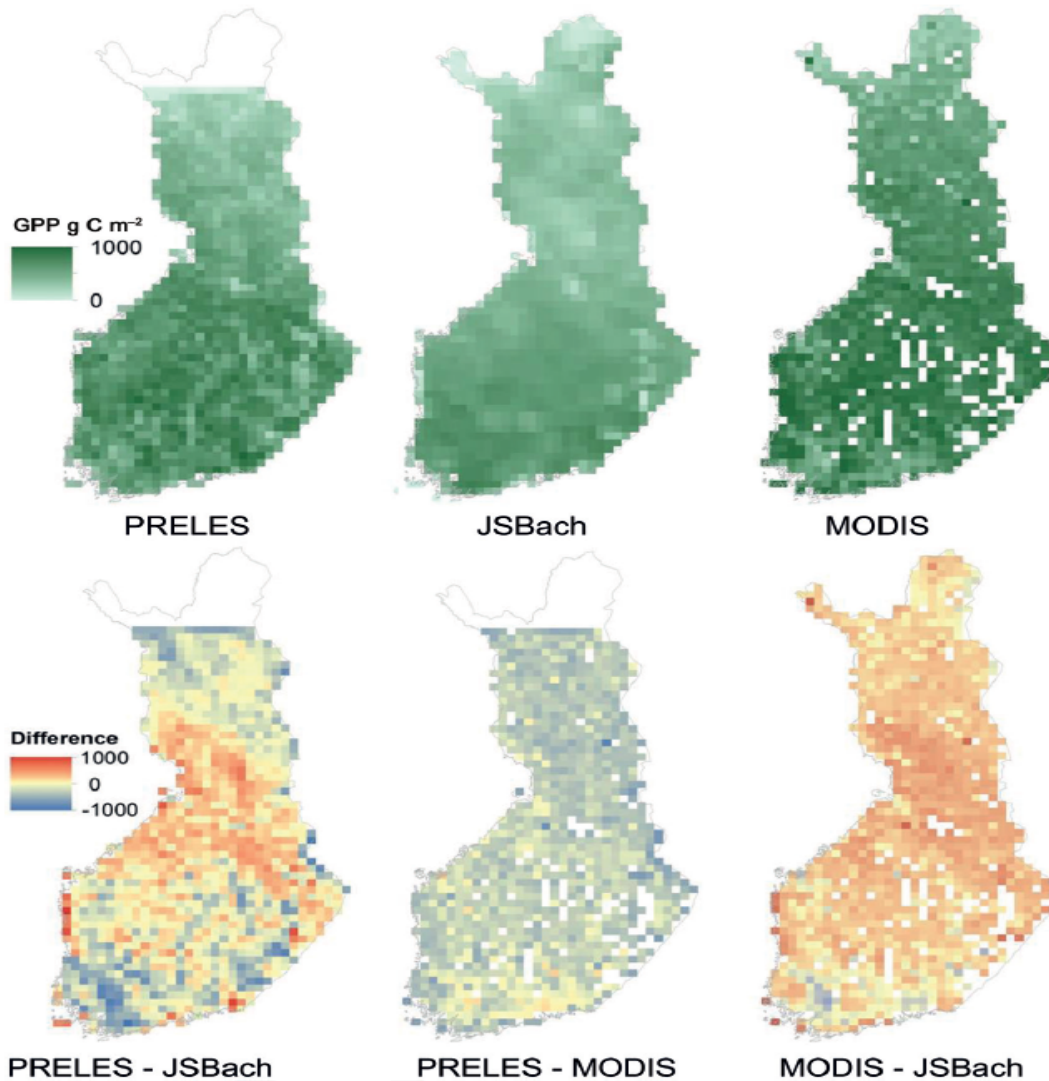 GPP g C m⁻²
1000
0
PRELES JSBach MODIS
Difference
1000
0
-1000
PRELES - JSBach PRELES - MODIS MODIS - JSBach